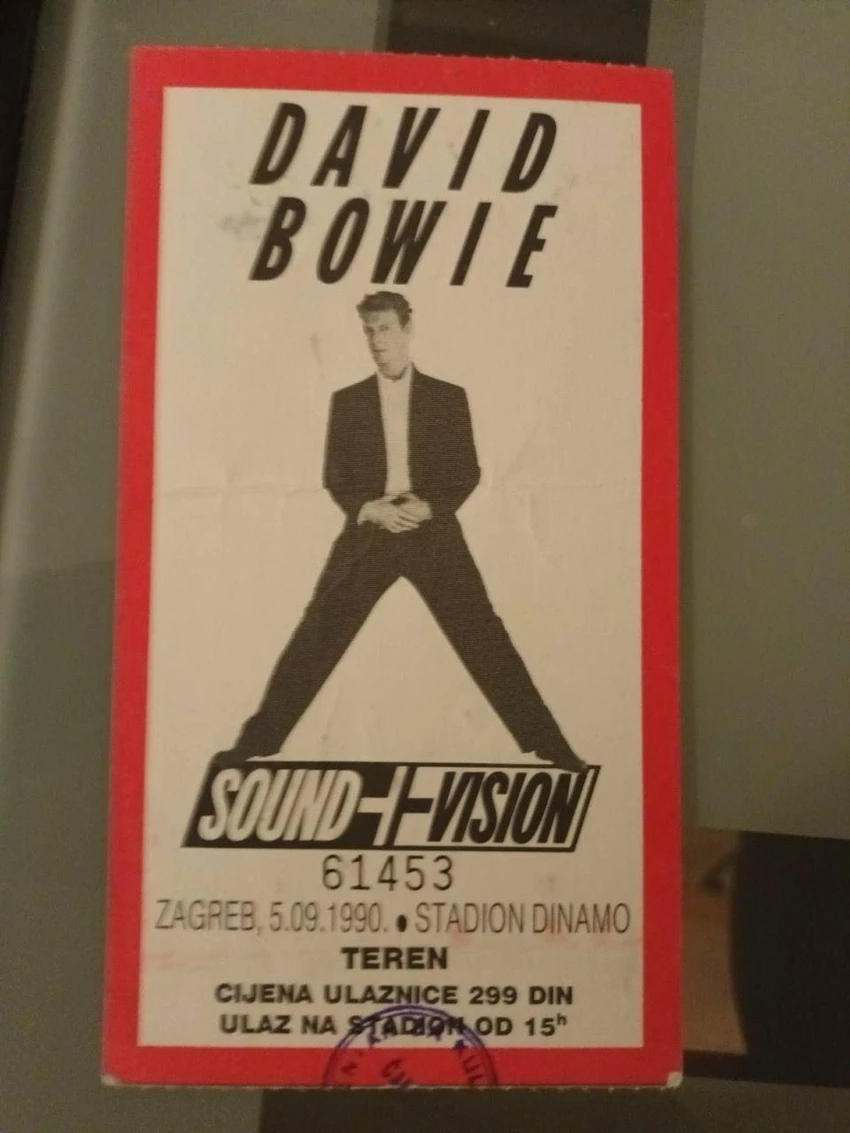 DAVID
BOWIE
SOUND+VISION
61453
ZAGREB, 5.09.1990. • STADION DINAMO
TEREN
CIJENA ULAZNICE 299 DIN
ULAZ NA STADION OD 15h